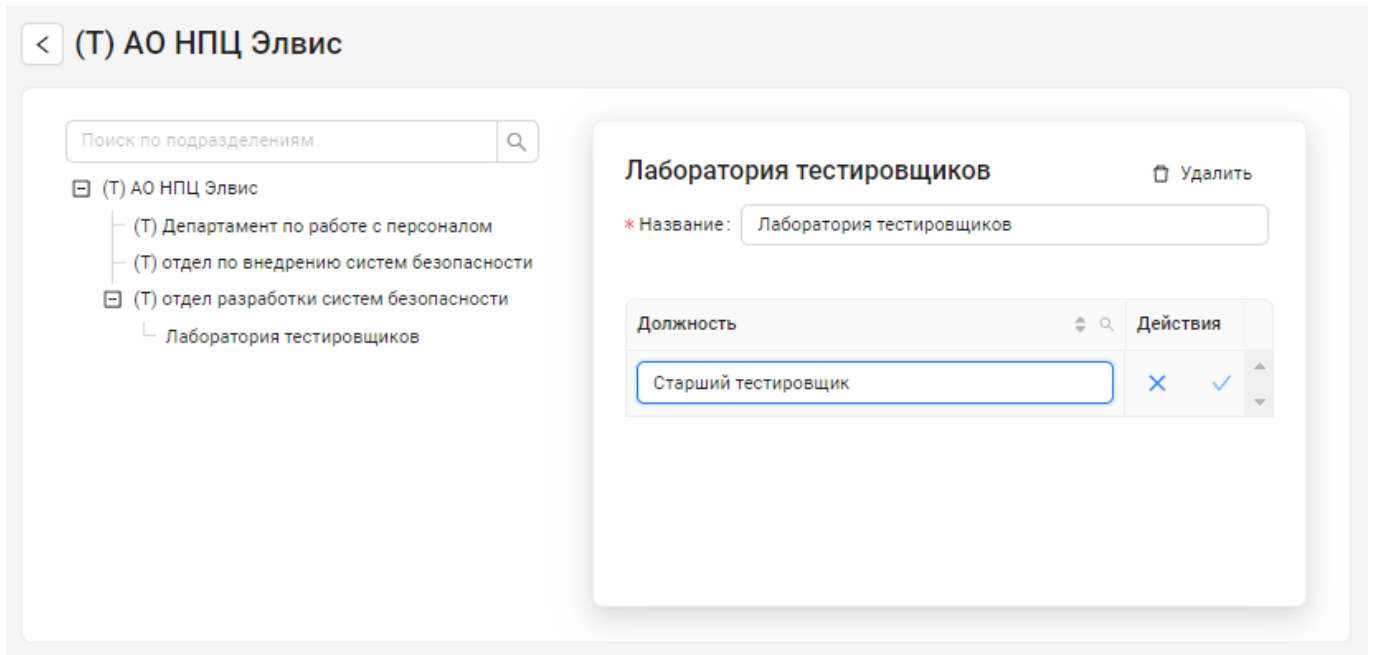 (Т) АО НПЦ Элвис
Поиск по подразделениям
(Т) АО НПЦ Элвис
(Т) Департамент по работе с персоналом
(Т) отдел по внедрению систем безопасности
(Т) отдел разработки систем безопасности
Лаборатория тестировщиков
Лаборатория тестировщиков
Удалить
* Название: Лаборатория тестировщиков
Должность Действия
Старший тестировщик